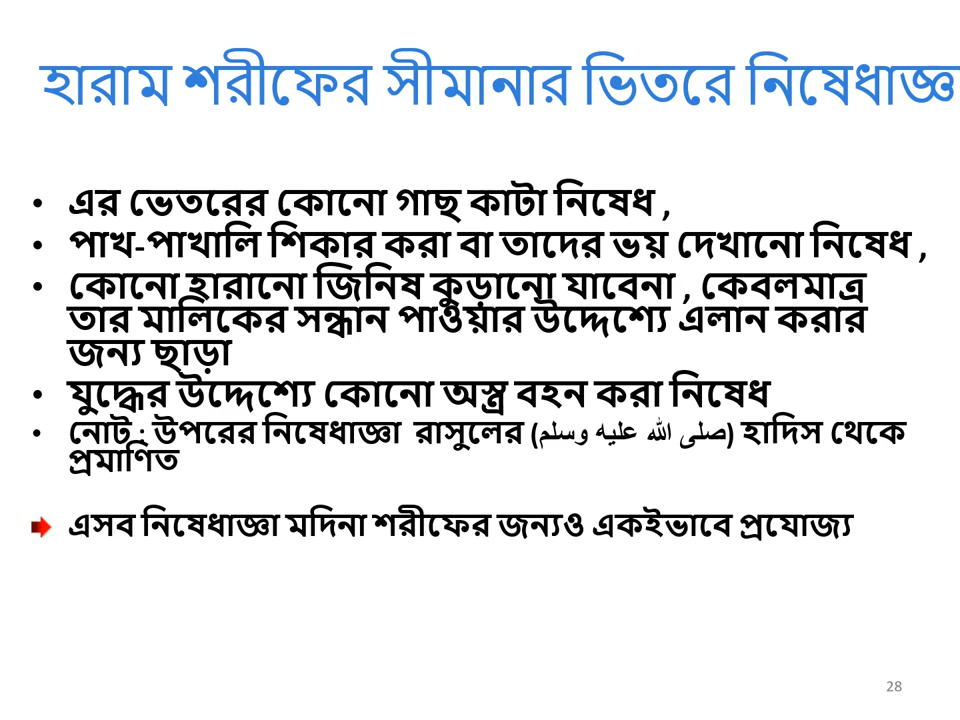 হারাম শরীফের সীমানার ভিতরে নিষেধাজ্ঞ
• এর ভেতরের কোনো গাছ কাটা নিষেধ ,
• পাখ-পাখালি শিকার করা বা তাদের ভয় দেখানো নিষেধ ,
• কোনো হারানো জিনিষ কুড়ানো যাবেনা , কেবলমাত্র
তার মালিকের সন্ধান পাওয়ার উদ্দেশ্যে এলান করার
জন্য ছাড়া
• যুদ্ধের উদ্দেশ্যে কোনো অস্ত্র বহন করা নিষেধ
• নোট : উপরের নিষেধাজ্ঞা রাসুলের (صلى الله عليه وسلم) হাদিস থেকে
প্রমাণিত
এসব নিষেধাজ্ঞা মদিনা শরীফের জন্যও একইভাবে প্রযোজ্য
28